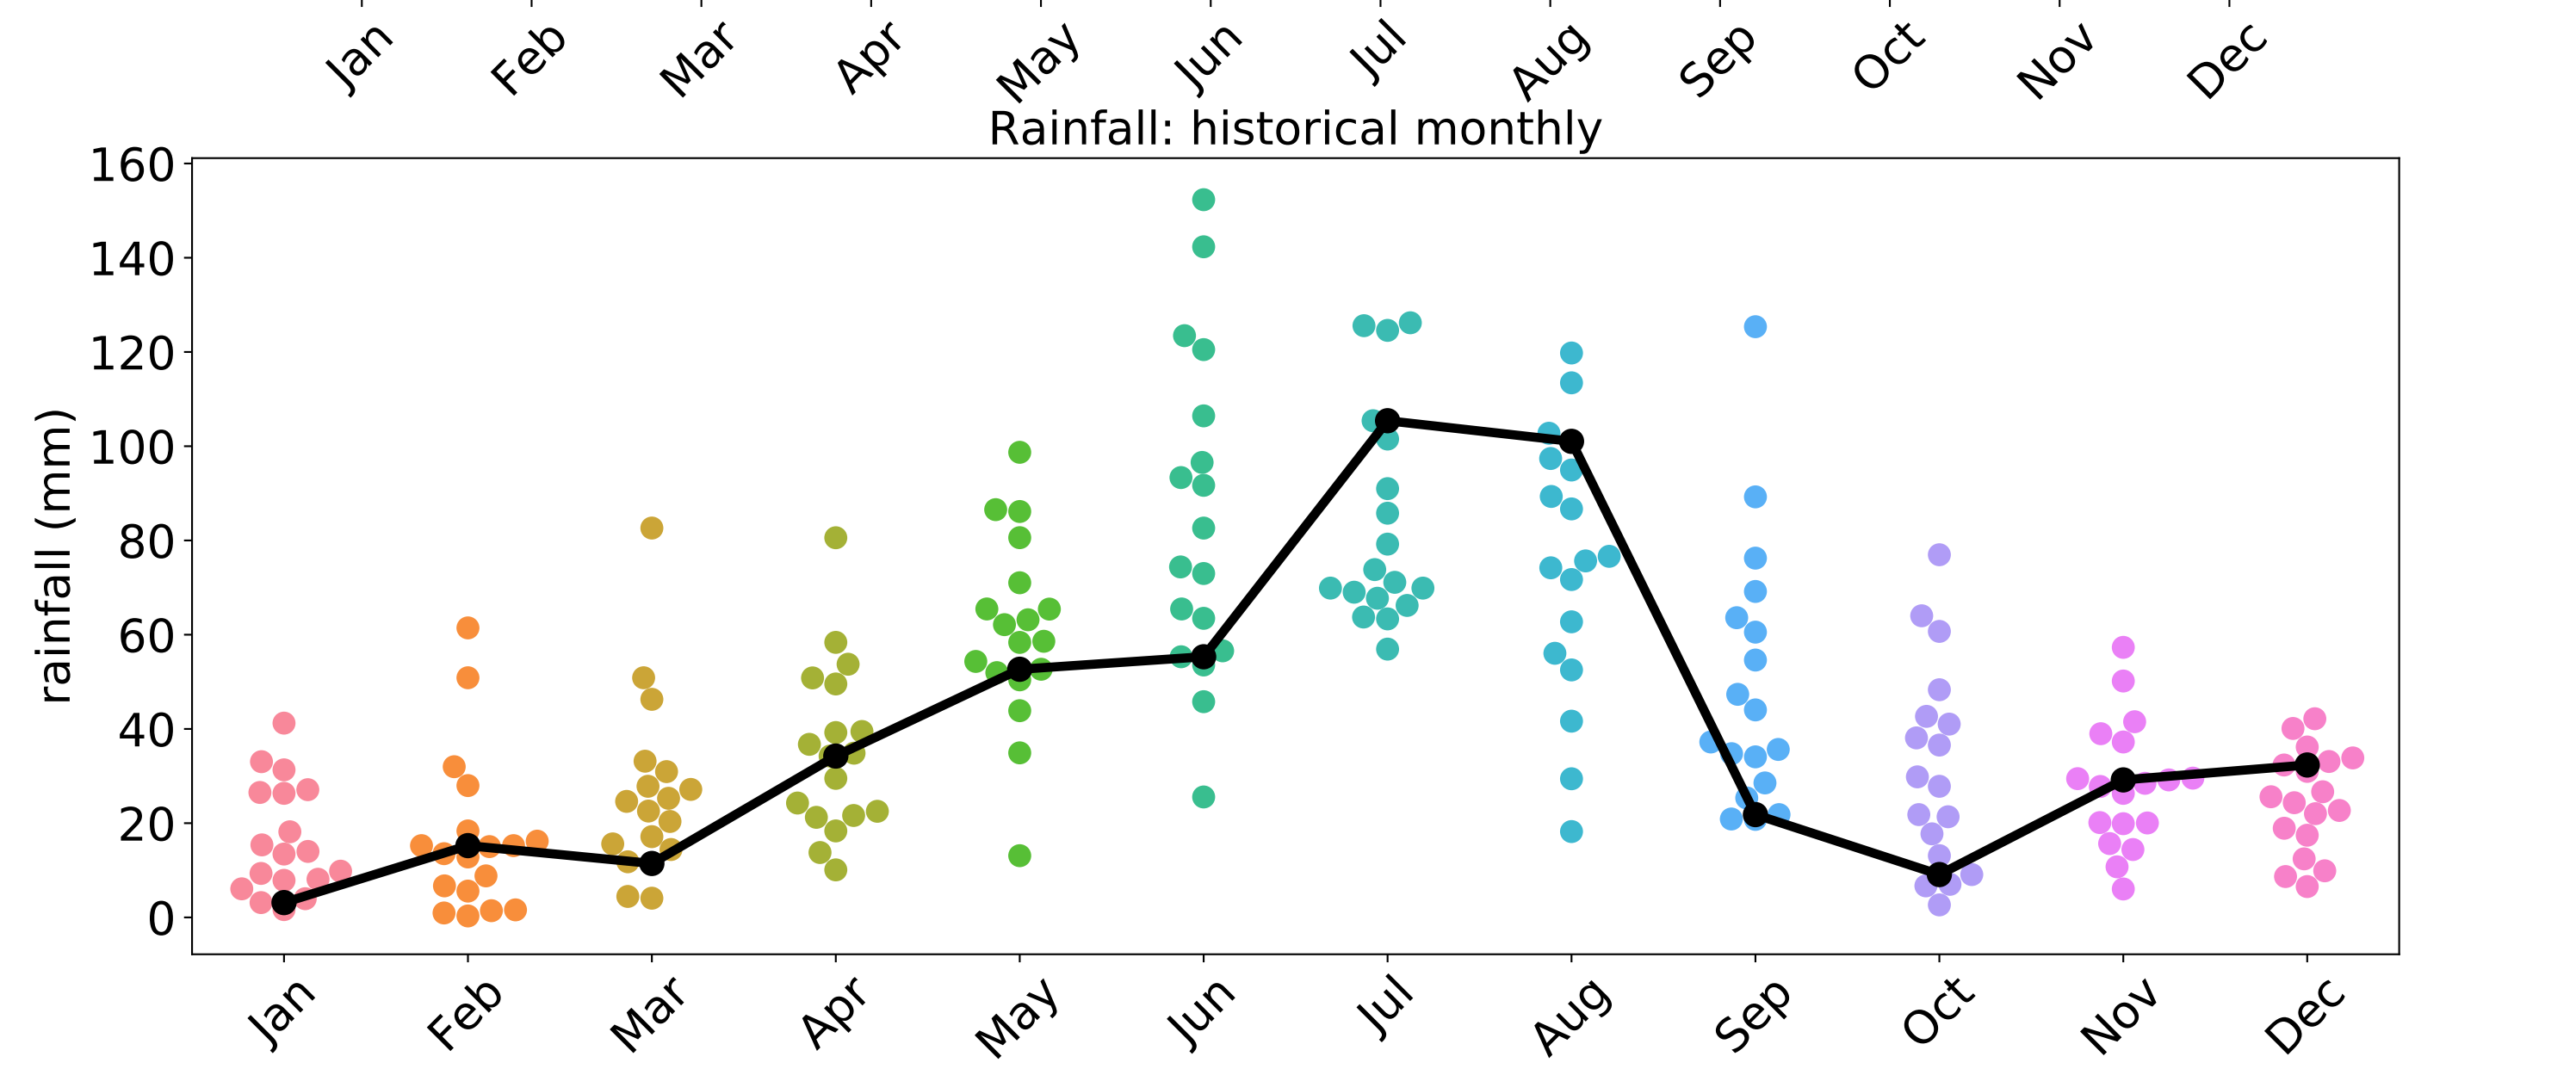 Jan Feb Mar Apr May Jun Jul Aug Sep Oct Nov Dec
Rainfall: historical monthly
rainfall (mm)
160
140
120
100
80
60
40
20
0
Jan Feb Mar Apr May Jun Jul Aug Sep Oct Nov Dec